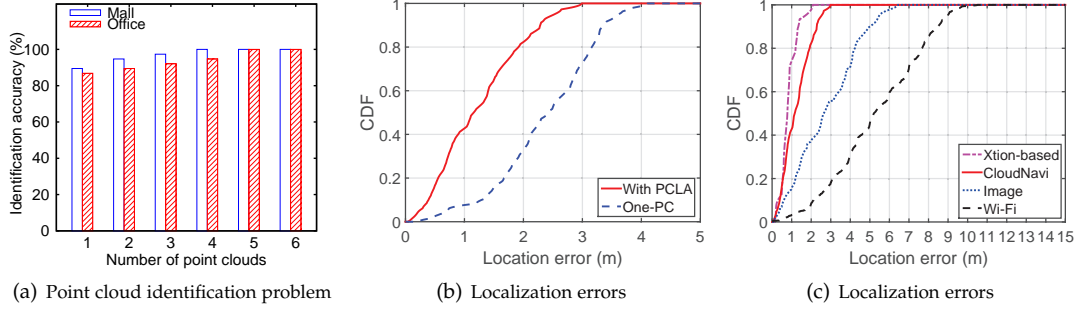 Mall
Office
Identification accuracy (%)
100
80
60
40
20
0
1 2 3 4 5 6
Number of point clouds
(a) Point cloud identification problem
CDF
1
0.8
0.6
0.4
0.2
0
With PCLA
One-PC
0 1 2 3 4 5
Location error (m)
(b) Localization errors
CDF
1
0.8
0.6
0.4
0.2
0
Xtion-based
CloudNavi
Image
Wi-Fi
0 1 2 3 4 5 6 7 8 9 10 11 12 13 14 15
Location error (m)
(c) Localization errors